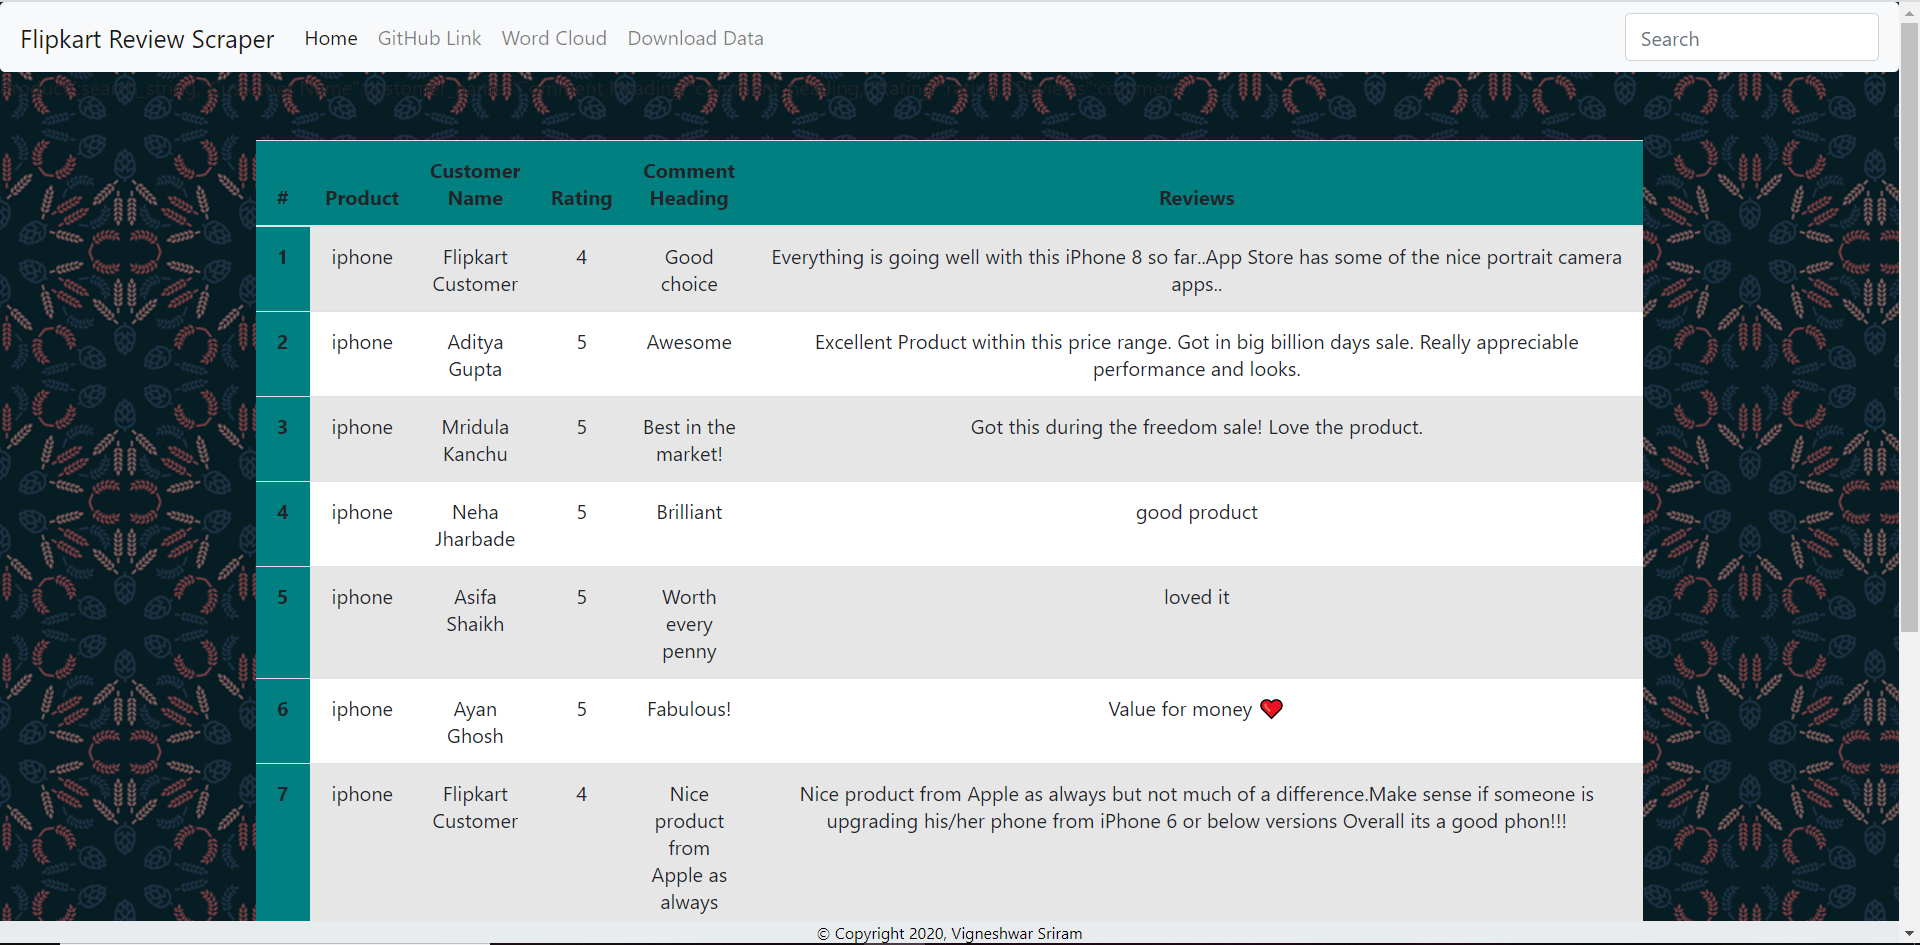 Flipkart Review Scraper Home GitHub Link Word Cloud Download Data Search
# Product Customer Name Rating Comment Heading Reviews
1 iphone Flipkart Customer 4 Good choice Everything is going well with this iPhone 8 so far..App Store has some of the nice portrait camera apps..
2 iphone Aditya Gupta 5 Awesome Excellent Product within this price range. Got in big billion days sale. Really appreciable performance and looks.
3 iphone Mridula Kanchu 5 Best in the market! Got this during the freedom sale! Love the product.
4 iphone Neha Jharbade 5 Brilliant good product
5 iphone Asifa Shaikh 5 Worth every penny loved it
6 iphone Ayan Ghosh 5 Fabulous! Value for money ❤
7 iphone Flipkart Customer 4 Nice product from Apple as always Nice product from Apple as always but not much of a difference.Make sense if someone is upgrading his/her phone from iPhone 6 or below versions Overall its a good phon!!!
© Copyright 2020, Vigneshwar Sriram